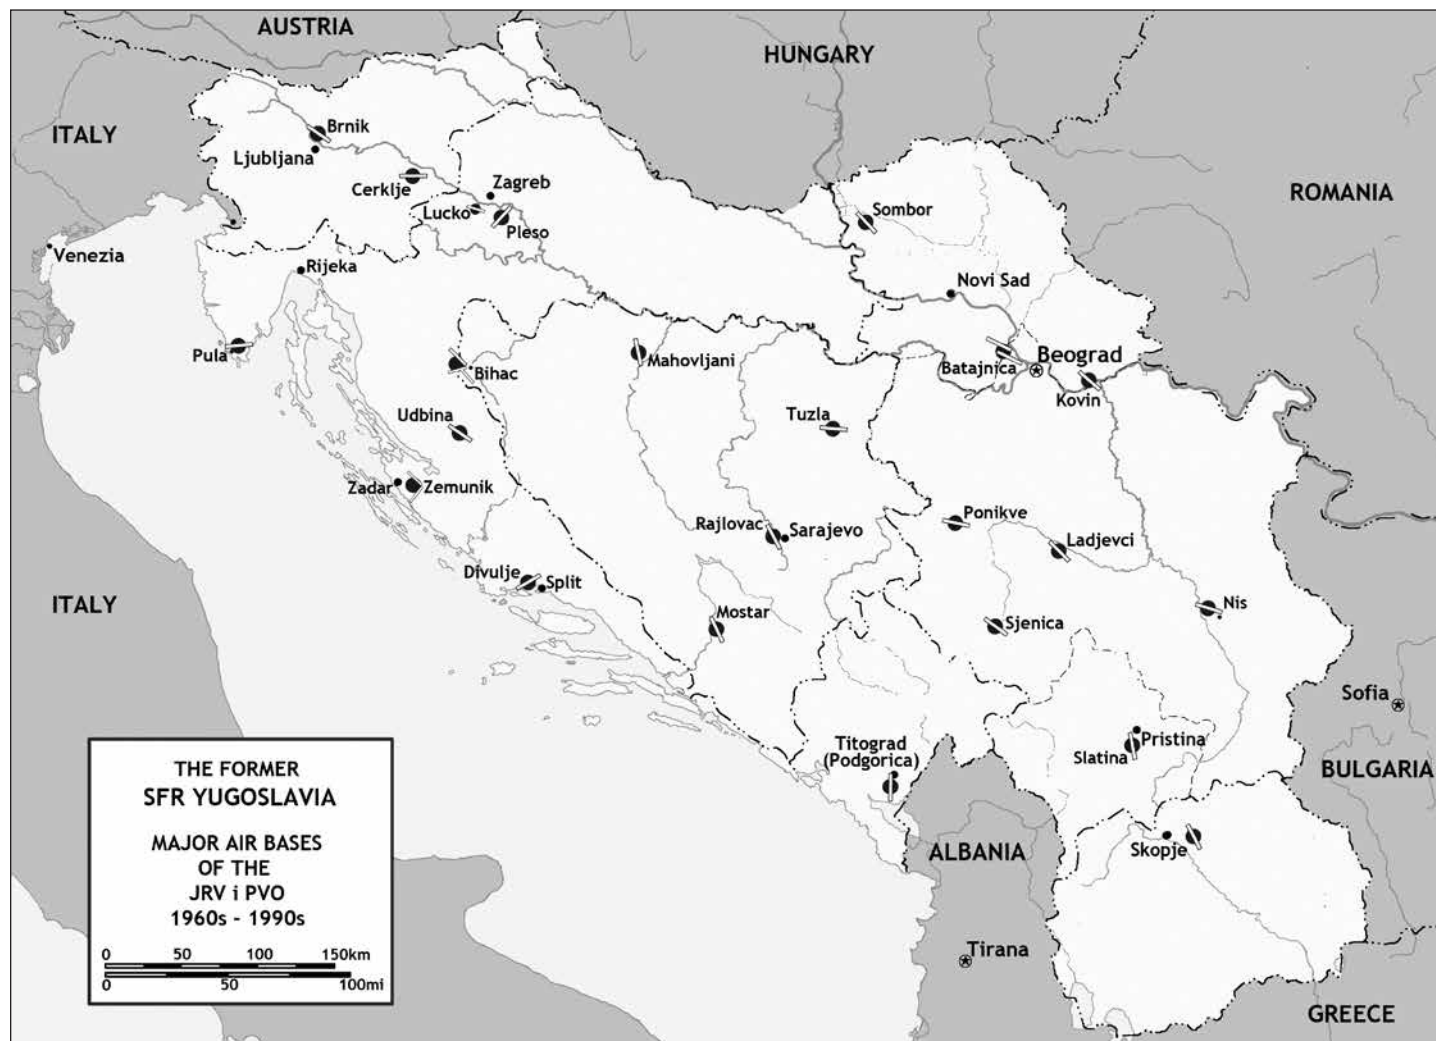 AUSTRIA
HUNGARY
ITALY
Brnik
Ljubljana
Cerklje
Zagreb
Lucko
Pleso
Sombor
ROMANIA
Venezia
Rijeka
Novi Sad
Pula
Bihac
Mahovljani
Batajnica
Beograd
Kovin
Udbina
Tuzla
Zadar
Zemunik
Rajlovac
Sarajevo
Ponikve
Ladjevci
Divulje
Split
ITALY
Mostar
Sjenica
Nis
Sofia
Titograd
(Podgorica)
Pristina
Slatina
BULGARIA
Skopje
ALBANIA
Tirana
GREECE
THE FORMER
SFR YUGOSLAVIA
MAJOR AIR BASES
OF THE
JRV i PVO
1960s - 1990s
0 50 100 150km
0 50 100mi